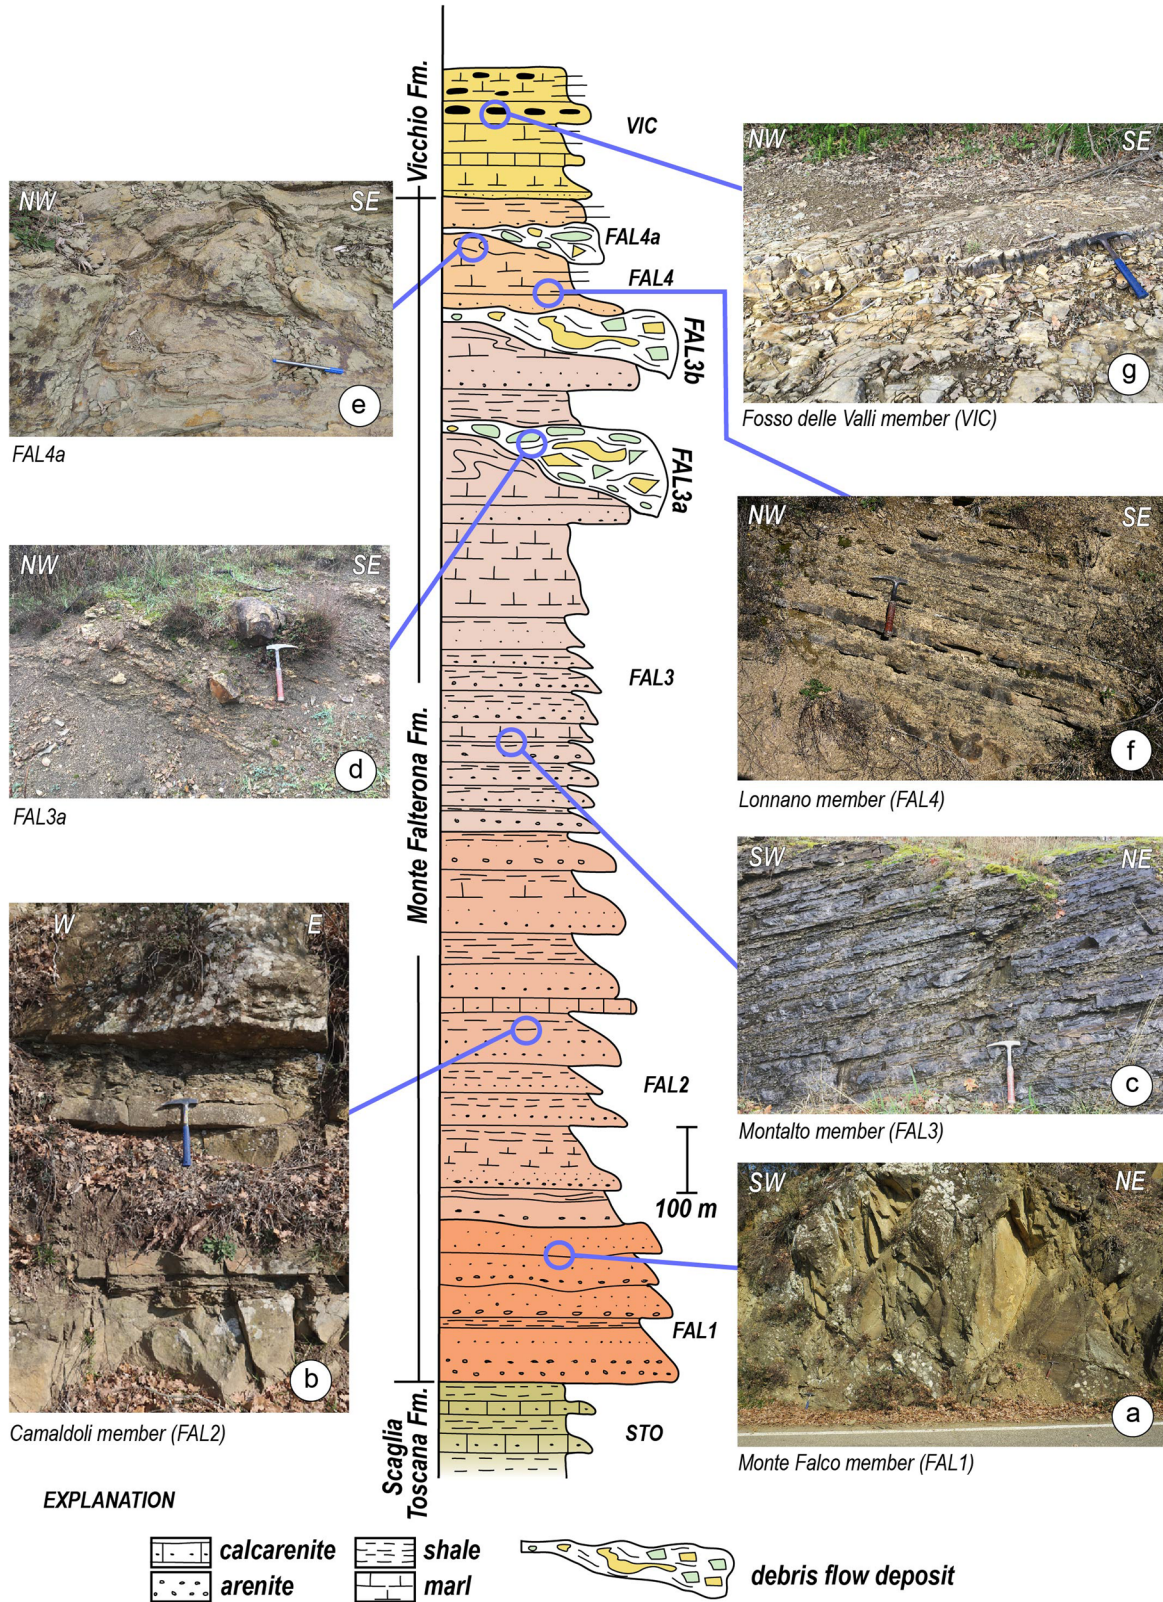 Vicchio Fm.
VIC
NW SE
e
FAL4a
FAL4a
FAL4
FAL3b
NW SE
g
Fosso delle Valli member (VIC)
FAL3a
NW SE
d
FAL3a
NW SE
f
Lonnano member (FAL4)
FAL3
Monte Falterona Fm.
SW NE
c
Montalto member (FAL3)
W E
b
Camaldoli member (FAL2)
FAL2
100 m
SW NE
a
Monte Falco member (FAL1)
FAL1
Scaglia
Toscana Fm.
STO
EXPLANATION
calcarenite
shale
arenite
marl
debris flow deposit